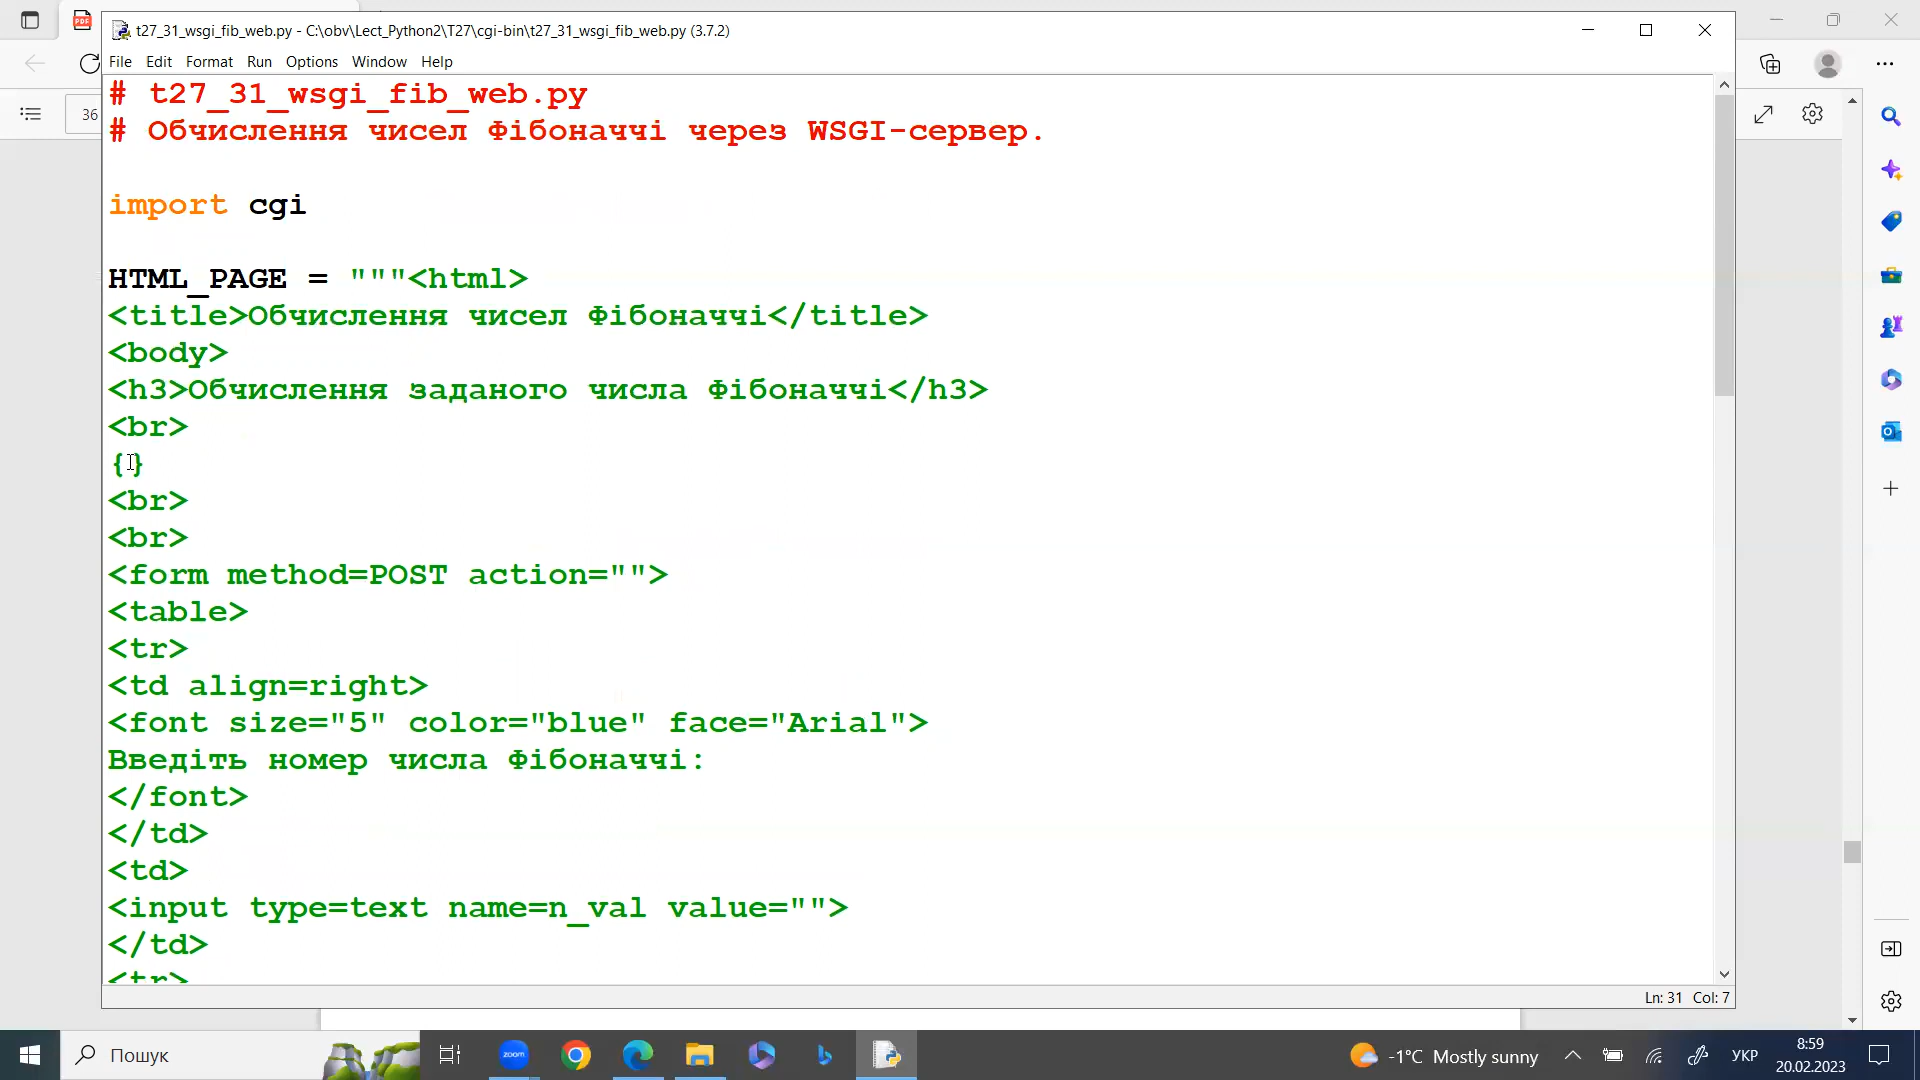 t27_31_wsgi_fib_web.py - C:\obv\Lect_Python2\T27\cgi-bin\t27_31_wsgi_fib_web.py (3.7.2)
File Edit Format Run Options Window Help
36
# t27_31_wsgi_fib_web.py
# Обчислення чисел Фібоначчі через WSGI-сервер.
import cgi
HTML_PAGE = """<html>
<title>Обчислення чисел Фібоначчі</title>
<body>
<h3>Обчислення заданого числа Фібоначчі</h3>
<br>
{}
<br>
<br>
<form method=POST action="">
<table>
<tr>
<td align=right>
<font size="5" color="blue" face="Arial">
Введіть номер числа Фібоначчі:
</font>
</td>
<td>
<input type=text name=n_val value="">
</td>
<tr>
Ln: 31 Col: 7
Пошук
zoom
-1°C Mostly sunny
УКР
8:59
20.02.2023